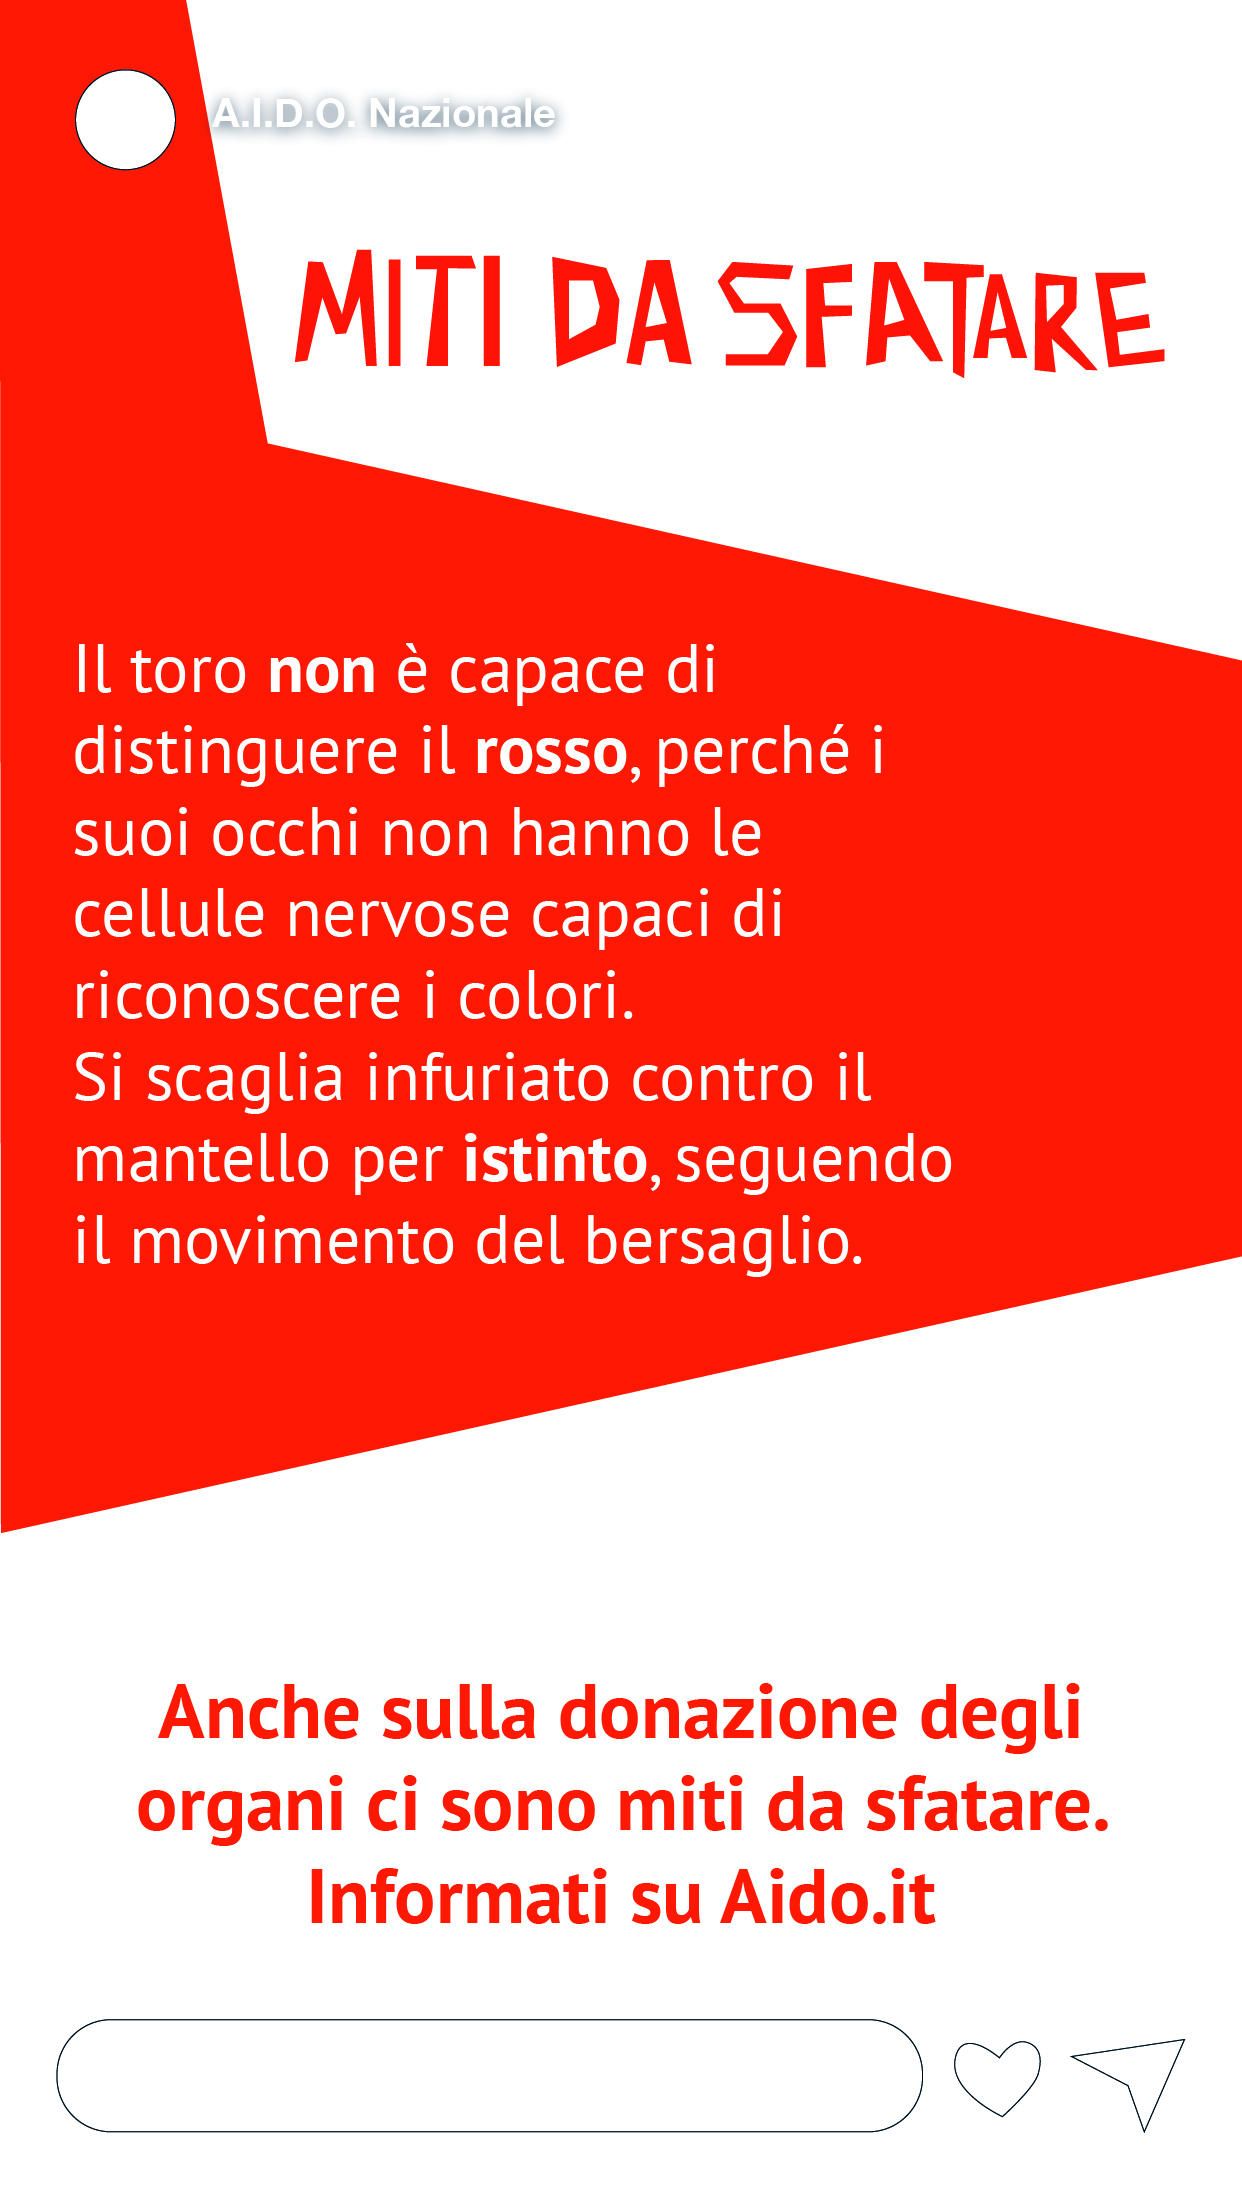 A.I.D.O. Nazionale
MITI DA SFATARE
Il toro non è capace di
distinguere il rosso, perché i
suoi occhi non hanno le
cellule nervose capaci di
riconoscere i colori.
Si scaglia infuriato contro il
mantello per istinto, seguendo
il movimento del bersaglio.
Anche sulla donazione degli
organi ci sono miti da sfatare.
Informati su Aido.it